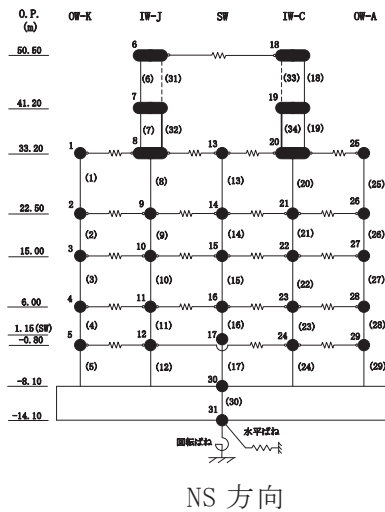 O.P. OW-K IW-J SW IW-C OW-A
(m)
50.50 6 18
(6) (31) (33) (18)
41.20 7 19
(7) (32) (34) (19)
33.20 1 8 13 20 25
(1) (8) (13) (20) (25)
22.50 2 9 14 21 26
(2) (9) (14) (21) (26)
15.00 3 10 15 22 27
(3) (10) (15) (22) (27)
6.00 4 11 16 23 28
1.15(SW) (4) (11) (16) (23) (28)
-0.80 5 12 17 24 29
(5) (12) (17) (24) (29)
-8.10 30
(30)
-14.10 31
回転ばね 水平ばね
NS 方向